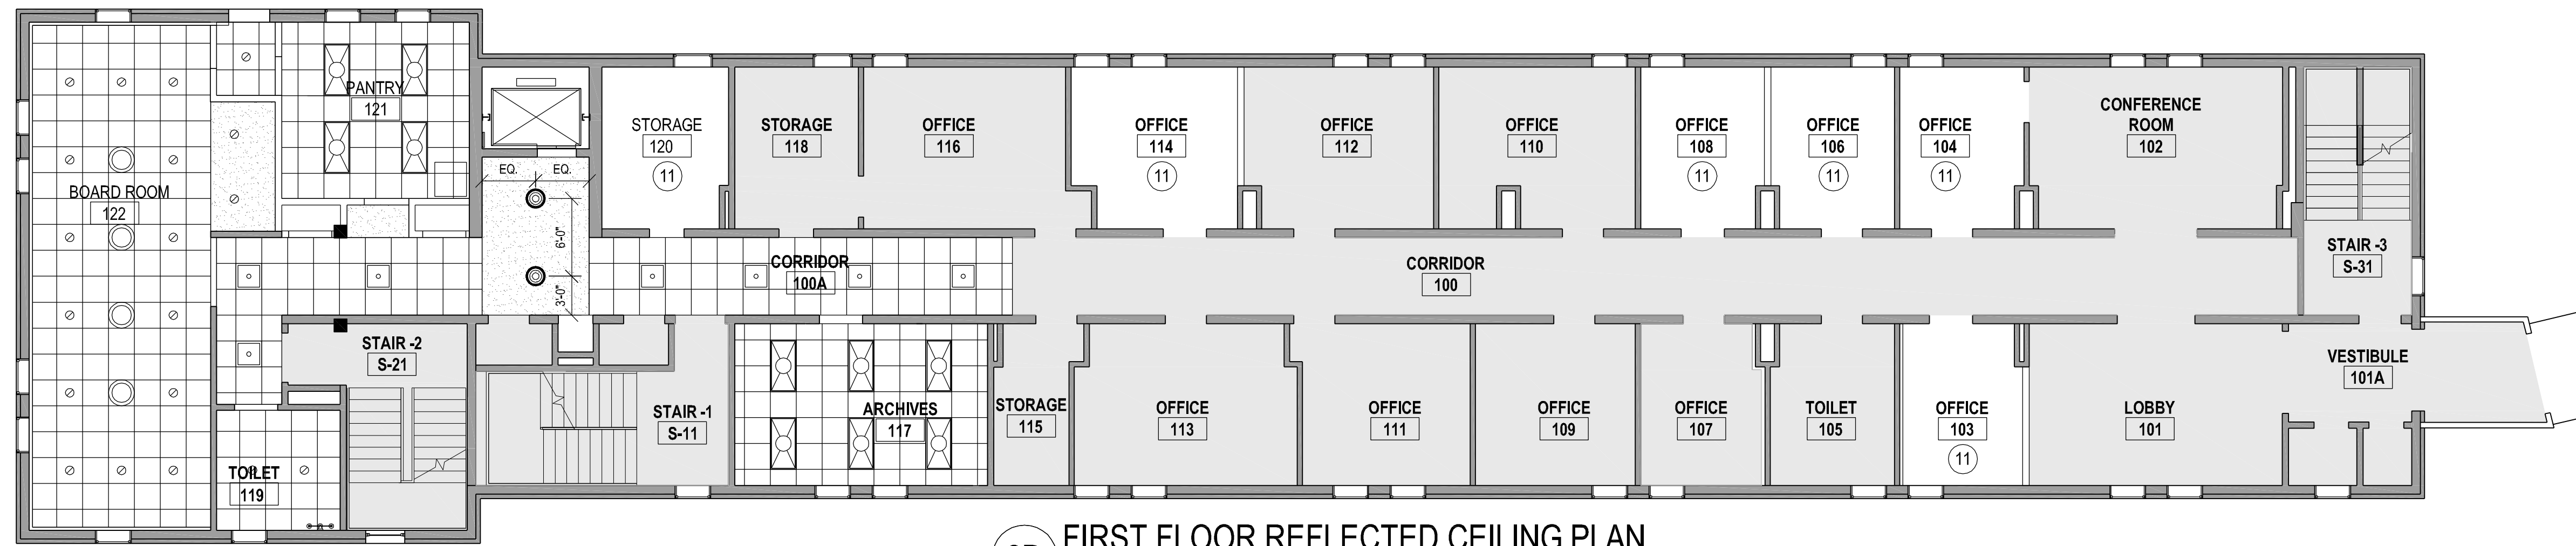 PANTRY
121
BOARD ROOM
122
TOILET
119
STAIR -2
S-21
EQ.
EQ.
6'-0"
3'-0"
STORAGE
120
11
STORAGE
118
OFFICE
116
OFFICE
114
11
OFFICE
112
OFFICE
110
OFFICE
108
11
OFFICE
106
11
OFFICE
104
11
CONFERENCE
ROOM
102
STAIR -3
S-31
CORRIDOR
100A
CORRIDOR
100
STAIR -1
S-11
ARCHIVES
117
STORAGE
115
OFFICE
113
OFFICE
111
OFFICE
109
OFFICE
107
TOILET
105
OFFICE
103
11
LOBBY
101
VESTIBULE
101A
FIRST FLOOR REFLECTED CEILING PLAN